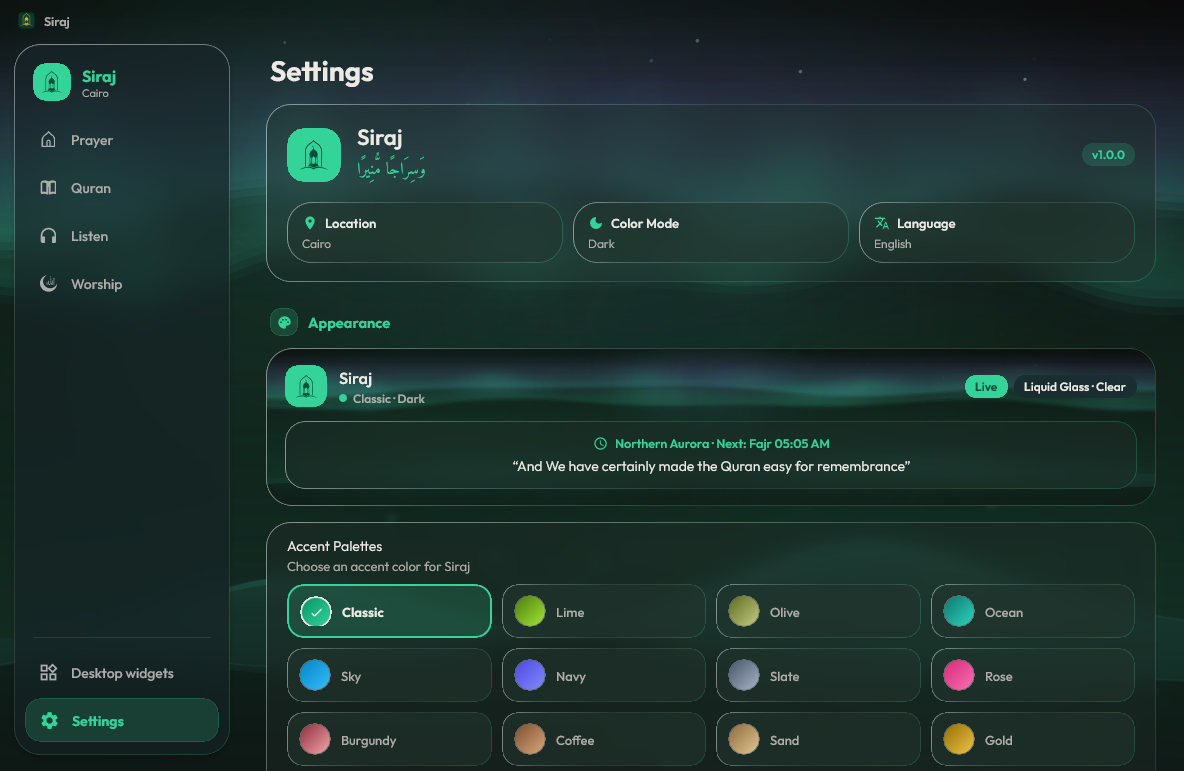 Siraj
Siraj
Cairo
Prayer
Quran
Listen
Worship
Desktop widgets
Settings
Settings
Siraj
وَسِرَاجًا مُّنِيرًا
v1.0.0
Location
Cairo
Color Mode
Dark
Language
English
Appearance
Siraj
Classic · Dark
Live
Liquid Glass · Clear
Northern Aurora · Next: Fajr 05:05 AM
“And We have certainly made the Quran easy for remembrance”
Accent Palettes
Choose an accent color for Siraj
Classic
Lime
Olive
Ocean
Sky
Navy
Slate
Rose
Burgundy
Coffee
Sand
Gold